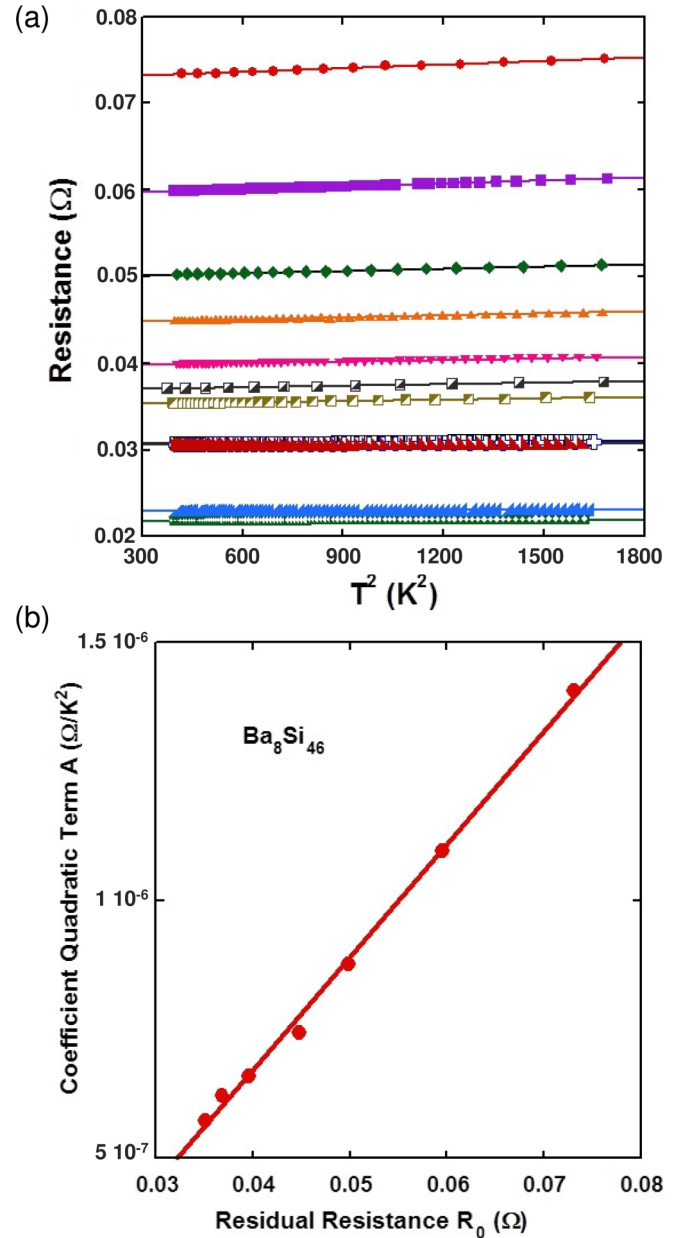 (a)
0.08
0.07
0.06
0.05
0.04
0.03
0.02
Resistance (Ω)
300 600 900 1200 1500 1800
T² (K²)
(b)
1.5 10⁻⁶
1 10⁻⁶
5 10⁻⁷
Coefficient Quadratic Term A (Ω/K²)
Ba₈Si₄₆
0.03 0.04 0.05 0.06 0.07 0.08
Residual Resistance R₀ (Ω)